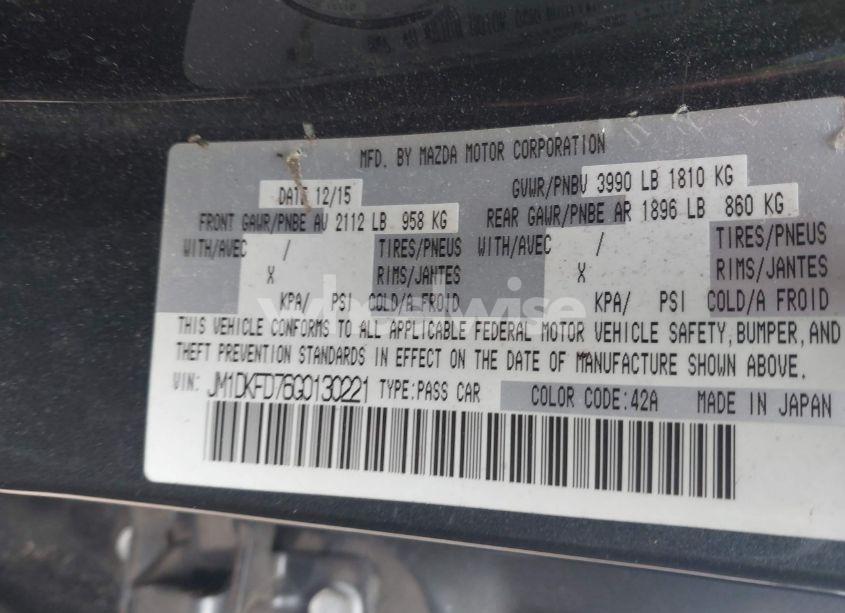 MFD. BY MAZDA MOTOR CORPORATION
DATE 12/15
GVWR/PNBV 3990 LB 1810 KG
FRONT GAWR/PNBE AV 2112 LB 958 KG
REAR GAWR/PNBE AR 1896 LB 860 KG
WITH/AVEC / TIRES/PNEUS WITH/AVEC / TIRES/PNEUS
X RIMS/JANTES X RIMS/JANTES
KPA/ PSI COLD/A FROID KPA/ PSI COLD/A FROID
wheelwise
THIS VEHICLE CONFORMS TO ALL APPLICABLE FEDERAL MOTOR VEHICLE SAFETY, BUMPER, AND
THEFT PREVENTION STANDARDS IN EFFECT ON THE DATE OF MANUFACTURE SHOWN ABOVE.
VIN: JM1DKFD76G0130221 TYPE:PASS CAR COLOR CODE:42A MADE IN JAPAN